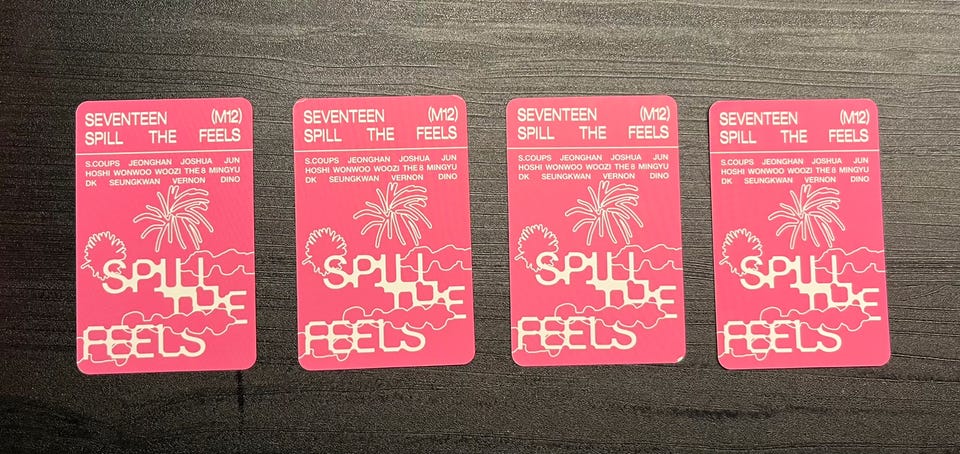 SEVENTEEN (M12)
SPILL THE FEELS
S.COUPS JEONGHAN JOSHUA JUN
HOSHI WONWOO WOOZI THE 8 MINGYU
DK SEUNGKWAN VERNON DINO
SPILL
THE
FEELS
SEVENTEEN (M12)
SPILL THE FEELS
S.COUPS JEONGHAN JOSHUA JUN
HOSHI WONWOO WOOZI THE 8 MINGYU
DK SEUNGKWAN VERNON DINO
SPILL
THE
FEELS
SEVENTEEN (M12)
SPILL THE FEELS
S.COUPS JEONGHAN JOSHUA JUN
HOSHI WONWOO WOOZI THE 8 MINGYU
DK SEUNGKWAN VERNON DINO
SPILL
THE
FEELS
SEVENTEEN (M12)
SPILL THE FEELS
S.COUPS JEONGHAN JOSHUA JUN
HOSHI WONWOO WOOZI THE 8 MINGYU
DK SEUNGKWAN VERNON DINO
SPILL
THE
FEELS